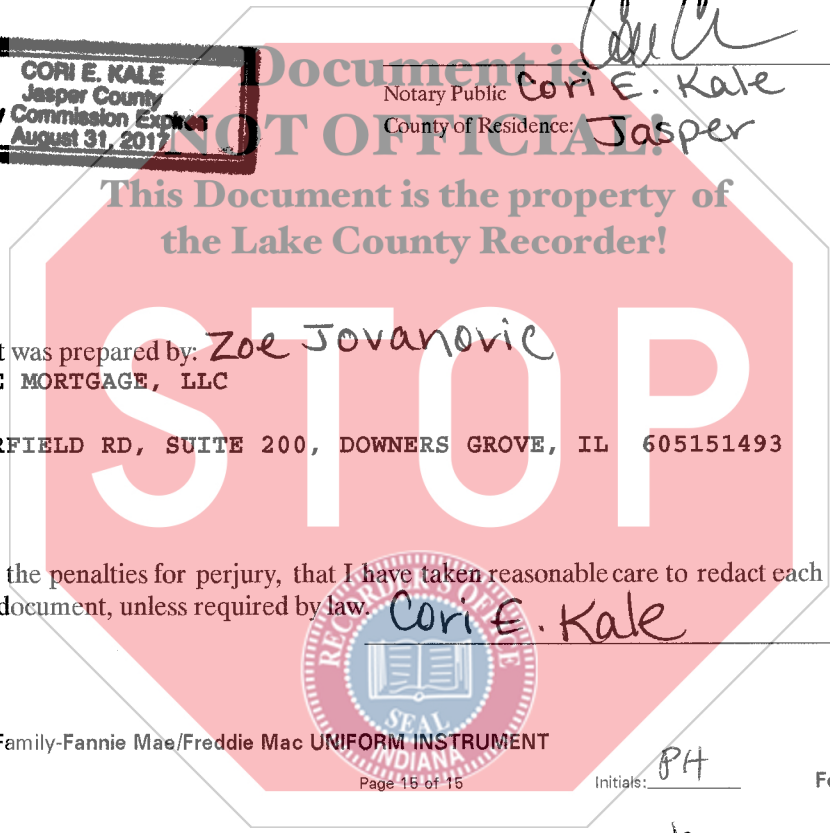 CORI E. KALE
Jasper County
Commission Expires
August 31, 2017
Notary Public Cori E. Kale
County of Residence: Jasper
Document is
NOT OFFICIAL!
This Document is the property of
the Lake County Recorder!
STOP
t was prepared by: Zoe Jovanovic
E MORTGAGE, LLC
RFIELD RD, SUITE 200, DOWNERS GROVE, IL 605151493
the penalties for perjury, that I have taken reasonable care to redact each
document, unless required by law. Cori E. Kale
RECORDER'S OFFICE
SEAL
INDIANA
Family-Fannie Mae/Freddie Mac UNIFORM INSTRUMENT
Page 15 of 15
Initials: PH
Fo